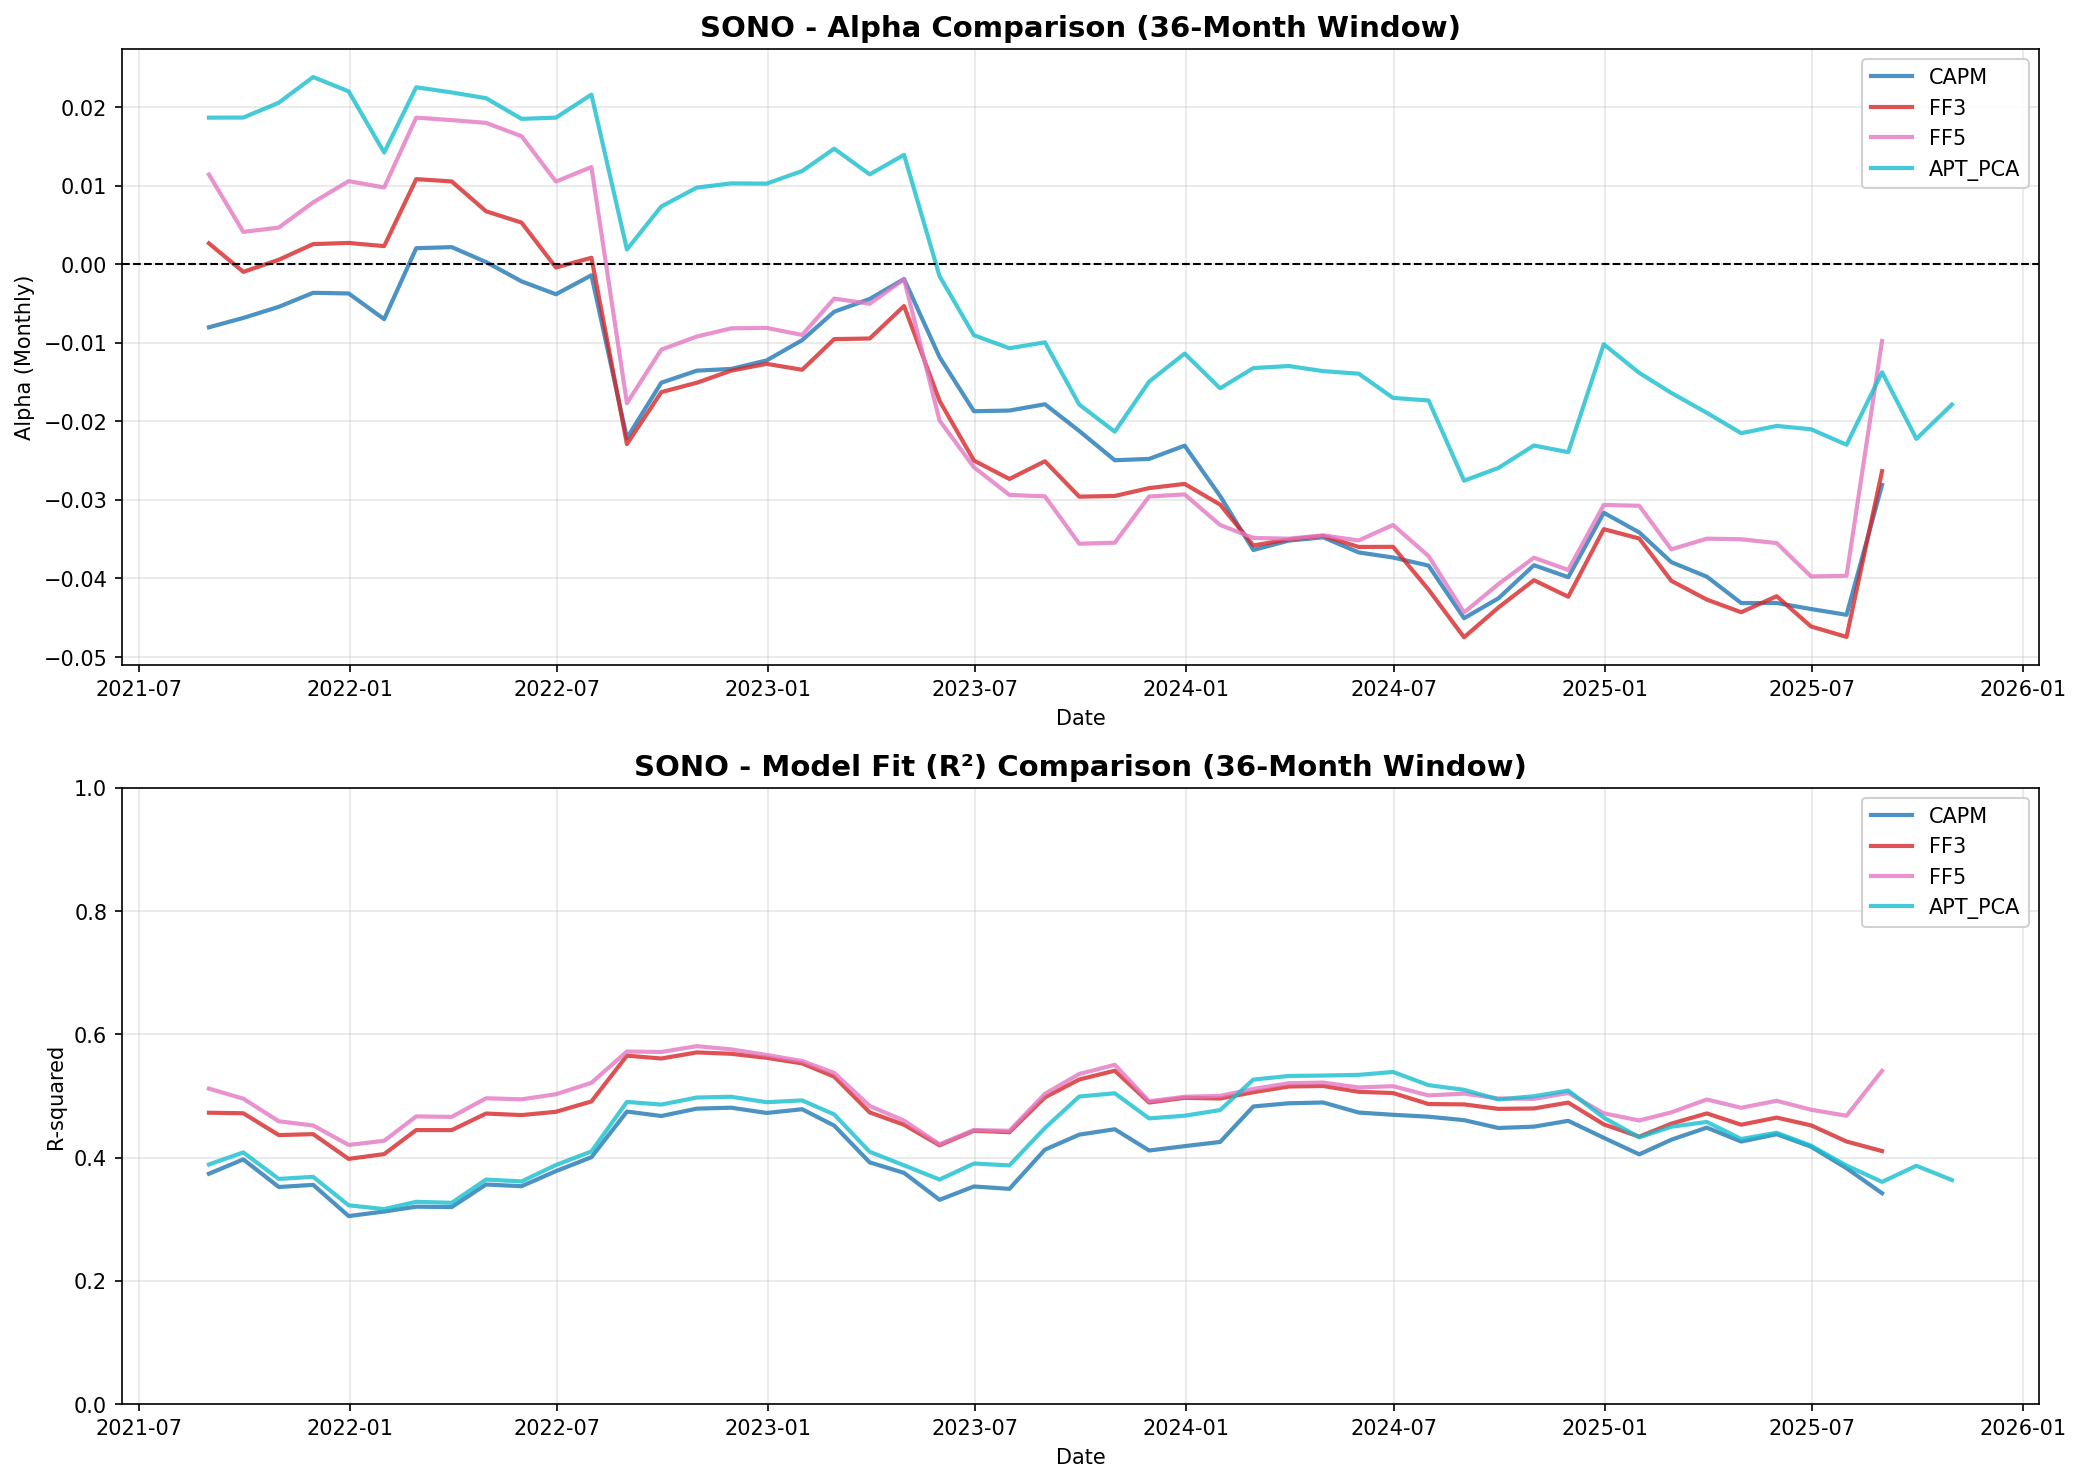 SONO - Alpha Comparison (36-Month Window)
CAPM
FF3
FF5
APT_PCA
0.02
0.01
0.00
−0.01
−0.02
−0.03
−0.04
−0.05
Alpha (Monthly)
2021-07 2022-01 2022-07 2023-01 2023-07 2024-01 2024-07 2025-01 2025-07 2026-01
Date
SONO - Model Fit (R²) Comparison (36-Month Window)
CAPM
FF3
FF5
APT_PCA
1.0
0.8
0.6
0.4
0.2
0.0
R-squared
2021-07 2022-01 2022-07 2023-01 2023-07 2024-01 2024-07 2025-01 2025-07 2026-01
Date